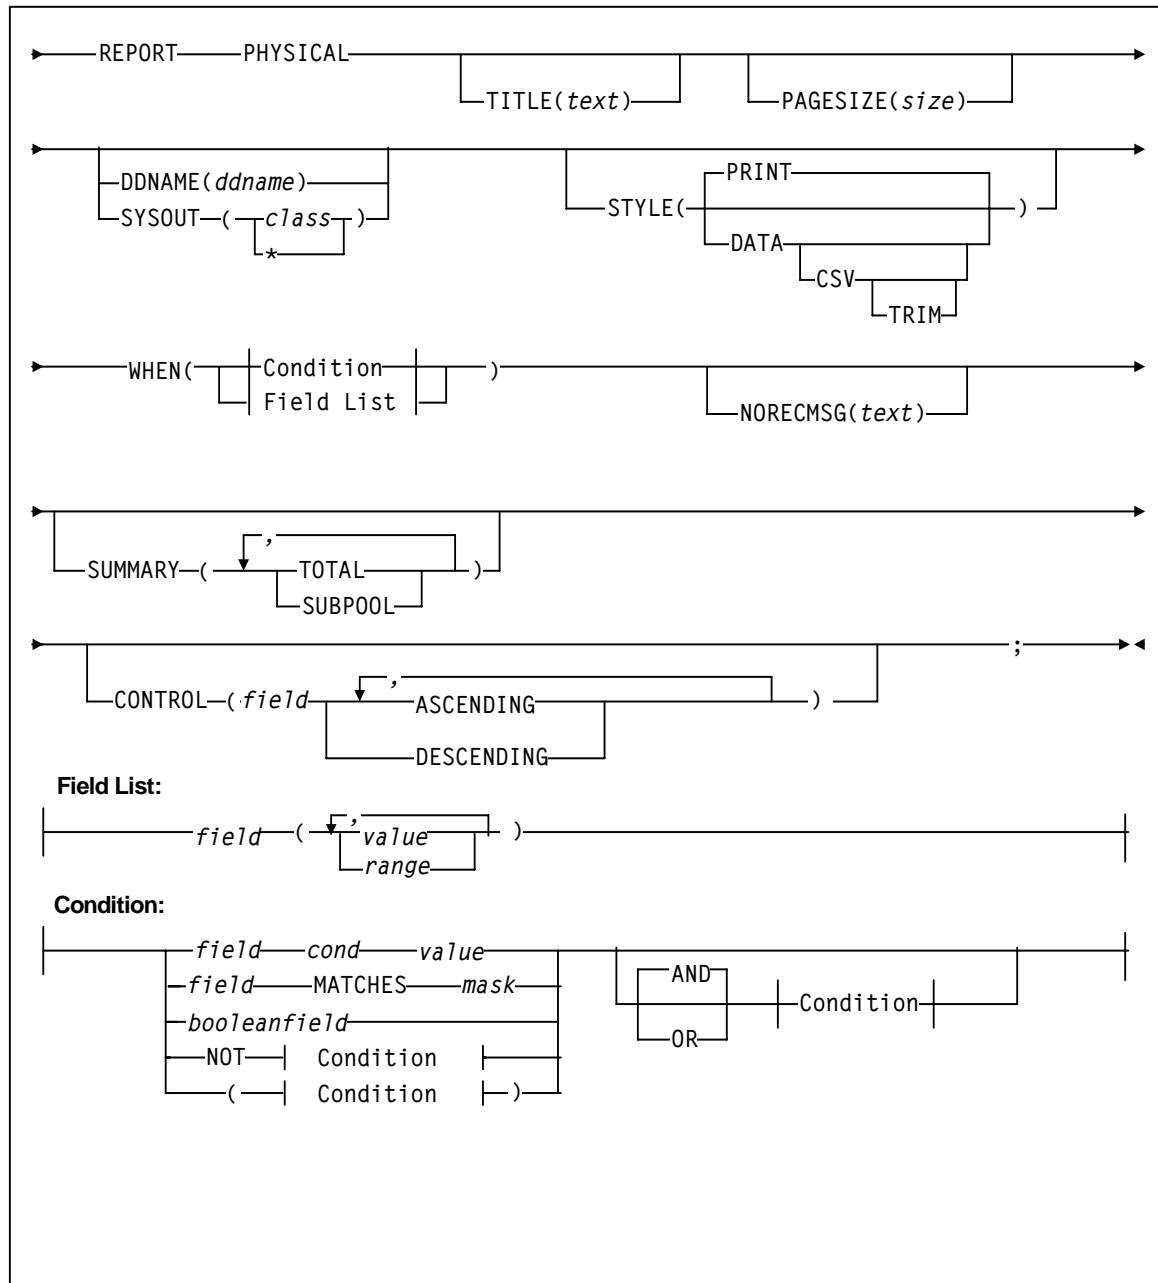 REPORT PHYSICAL
TITLE(text) PAGESIZE(size)
DDNAME(ddname) PRINT
SYSOUT ( class ) STYLE( )
* DATA
CSV
TRIM
WHEN( Condition )
Field List NORECMSG(text)
,
SUMMARY ( TOTAL )
SUBPOOL
;
,
CONTROL ( field ASCENDING )
DESCENDING
Field List:
,
field ( value )
range
Condition:
field cond value
field MATCHES mask AND
booleanfield Condition
OR
NOT Condition
( Condition )